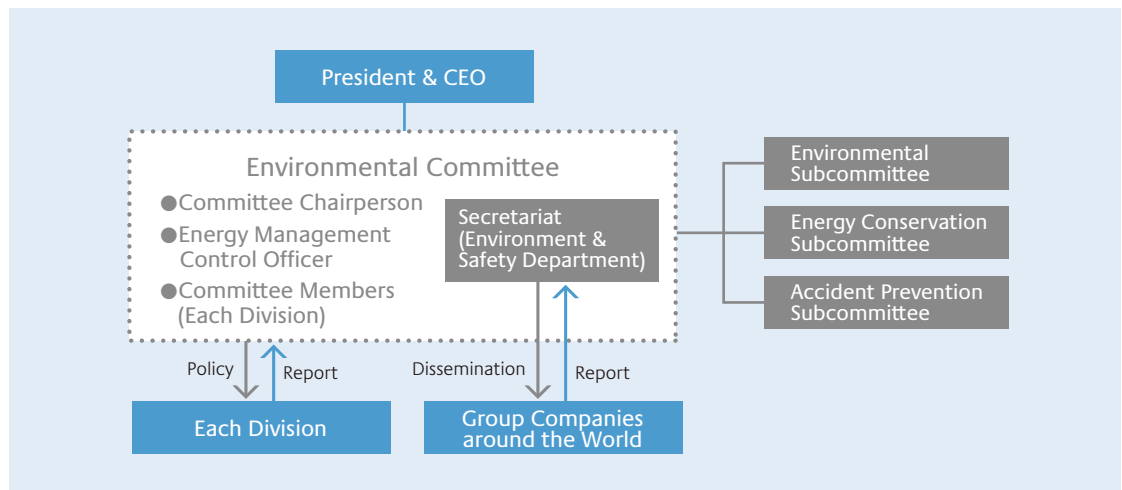 President & CEO
Environmental Committee
●Committee Chairperson
●Energy Management
Control Officer
●Committee Members
(Each Division)
Secretariat
(Environment &
Safety Department)
Environmental
Subcommittee
Energy Conservation
Subcommittee
Accident Prevention
Subcommittee
Policy
Report
Dissemination
Report
Each Division
Group Companies
around the World